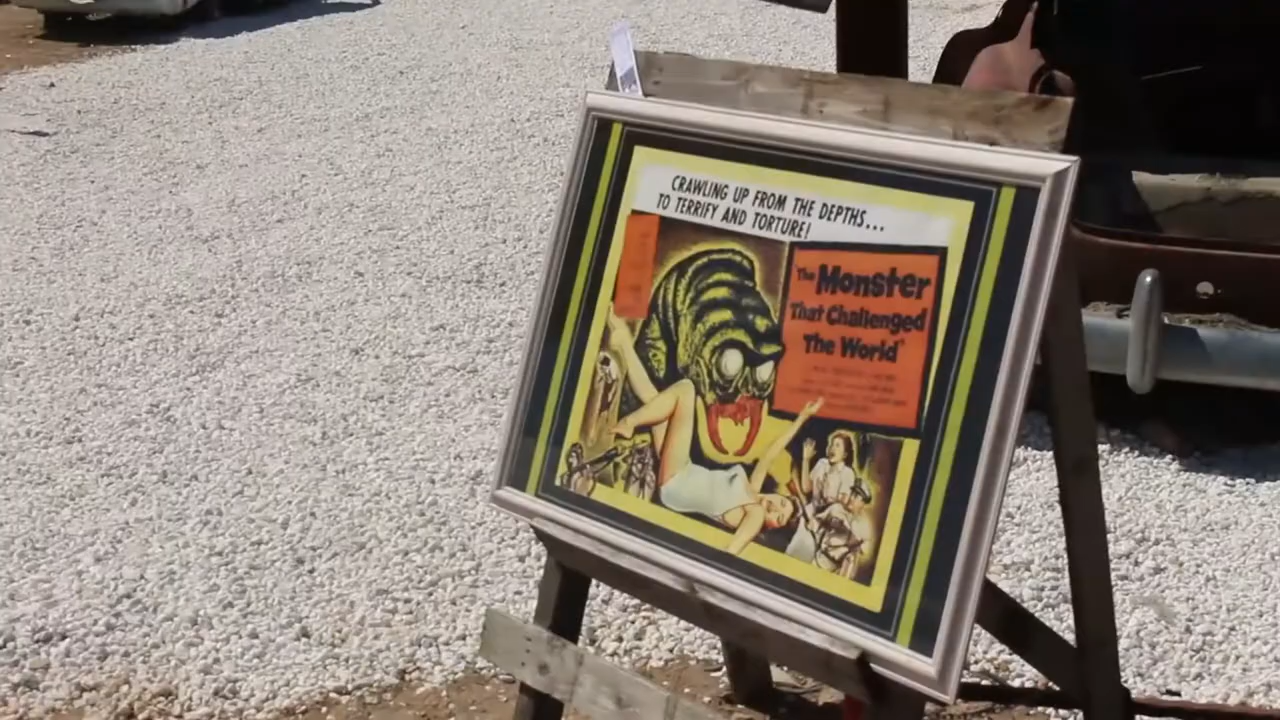 CRAWLING UP FROM THE DEPTHS...
TO TERRIFY AND TORTURE!
"The Monster
That Challenged
The World"